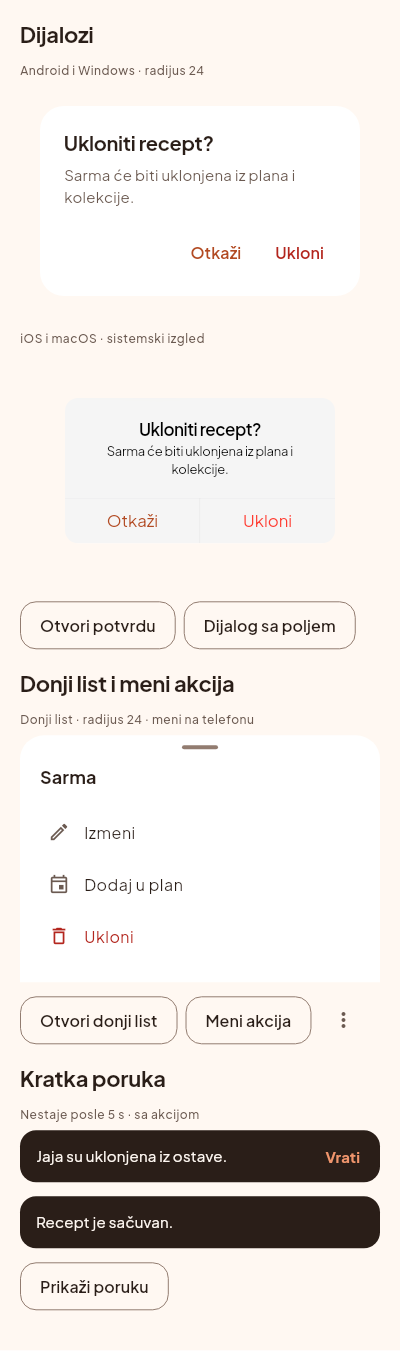 Dijalozi
Android i Windows · radijus 24
Ukloniti recept?
Sarma će biti uklonjena iz plana i
kolekcije.
Otkaži Ukloni
iOS i macOS · sistemski izgled
Ukloniti recept?
Sarma će biti uklonjena iz plana i
kolekcije.
Otkaži Ukloni
Otvori potvrdu Dijalog sa poljem
Donji list i meni akcija
Donji list · radijus 24 · meni na telefonu
Sarma
Izmeni
Dodaj u plan
Ukloni
Otvori donji list Meni akcija
Kratka poruka
Nestaje posle 5 s · sa akcijom
Jaja su uklonjena iz ostave. Vrati
Recept je sačuvan.
Prikaži poruku